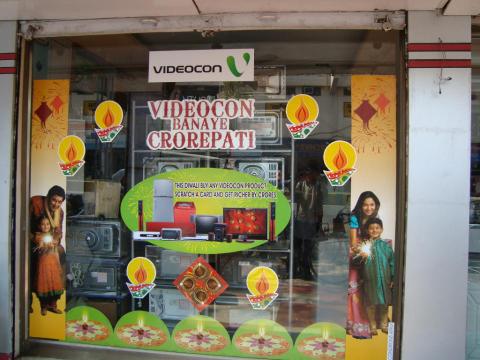 VIDEOCON
VIDEOCON
BANAYE
CROREPATI
THIS DIWALI BUY ANY VIDEOCON PRODUCT
SCRATCH A CARD AND GET RICHER BY CRORES